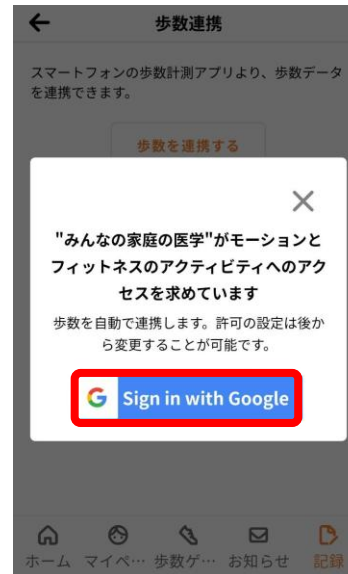 歩数連携
スマートフォンの歩数計測アプリより、歩数データ
を連携できます。
歩数を連携する
"みんなの家庭の医学"がモーションと
フィットネスのアクティビティへのアク
セスを求めています
歩数を自動で連携します。許可の設定は後か
ら変更することが可能です。
Sign in with Google
ホーム マイペ… 歩数ゲ… お知らせ 記録